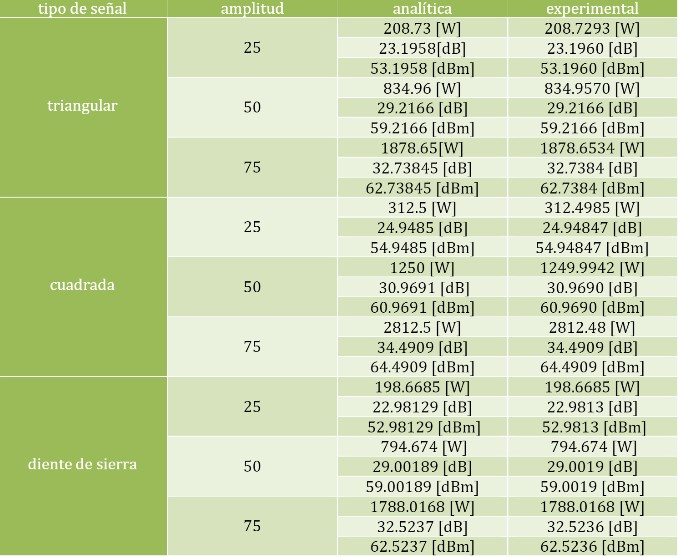 tipo de señal amplitud analítica experimental
triangular
25
208.73 [W] 208.7293 [W]
23.1958[dB] 23.1960 [dB]
53.1958 [dBm] 53.1960 [dBm]
50
834.96 [W] 834.9570 [W]
29.2166 [dB] 29.2166 [dB]
59.2166 [dBm] 59.2166 [dBm]
75
1878.65[W] 1878.6534 [W]
32.73845 [dB] 32.7384 [dB]
62.73845 [dBm] 62.7384 [dBm]
cuadrada
25
312.5 [W] 312.4985 [W]
24.9485 [dB] 24.94847 [dB]
54.9485 [dBm] 54.94847 [dBm]
50
1250 [W] 1249.9942 [W]
30.9691 [dB] 30.9690 [dB]
60.9691 [dBm] 60.9690 [dBm]
75
2812.5 [W] 2812.48 [W]
34.4909 [dB] 34.4909 [dB]
64.4909 [dBm] 64.4909 [dBm]
diente de sierra
25
198.6685 [W] 198.6685 [W]
22.98129 [dB] 22.9813 [dB]
52.98129 [dBm] 52.9813 [dBm]
50
794.674 [W] 794.674 [W]
29.00189 [dB] 29.0019 [dB]
59.00189 [dBm] 59.0019 [dBm]
75
1788.0168 [W] 1788.0168 [W]
32.5237 [dB] 32.5236 [dB]
62.5237 [dBm] 62.5236 [dBm]